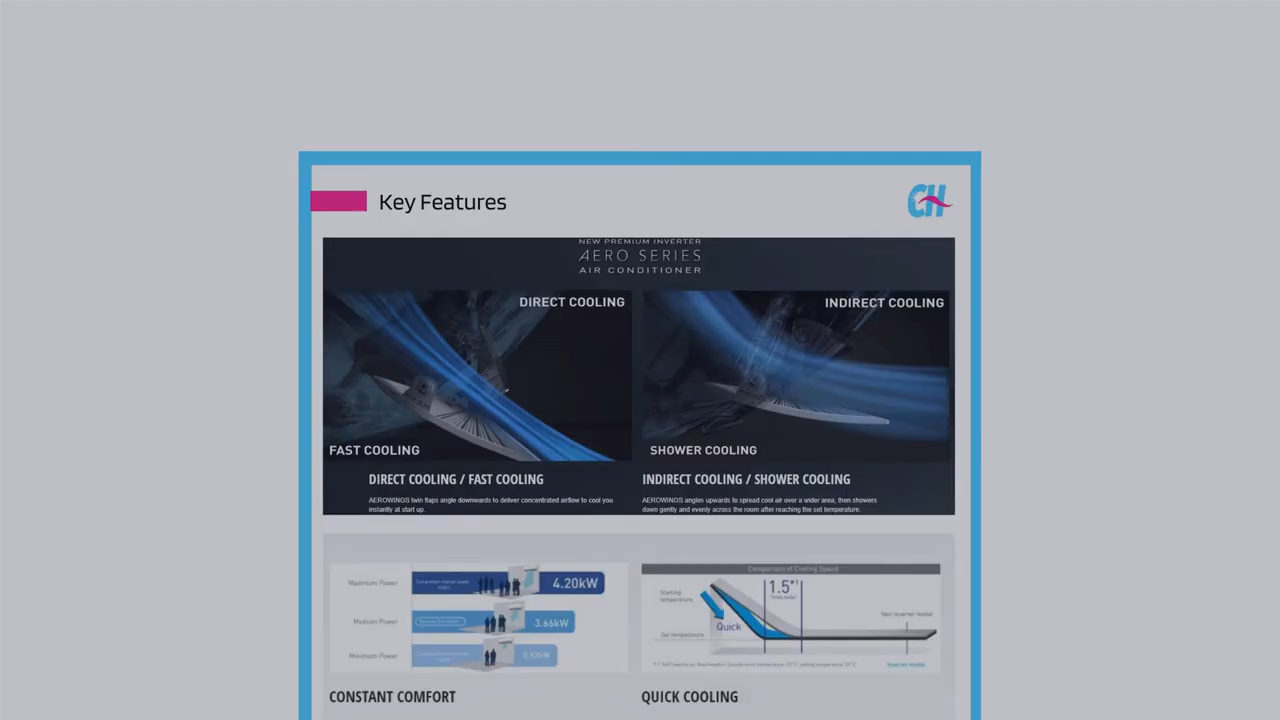 Key Features
CH
NEW PREMIUM INVERTER
AERO SERIES
AIR CONDITIONER
DIRECT COOLING
INDIRECT COOLING
FAST COOLING
SHOWER COOLING
DIRECT COOLING / FAST COOLING
AEROWINGS twin flaps angle downwards to deliver concentrated airflow to cool you
instantly at start up.
INDIRECT COOLING / SHOWER COOLING
AEROWINGS angles upwards to spread cool air over a wider area, then showers
down gently and evenly across the room after reaching the set temperature.
Maximum Power
4.20kW
Medium Power
3.66kW
Minimum Power
Comparison of Cooling Speed
Starting
temperature
1.5*¹
Quick
Non-Inverter model
Set temperature
Inverter model
CONSTANT COMFORT
QUICK COOLING